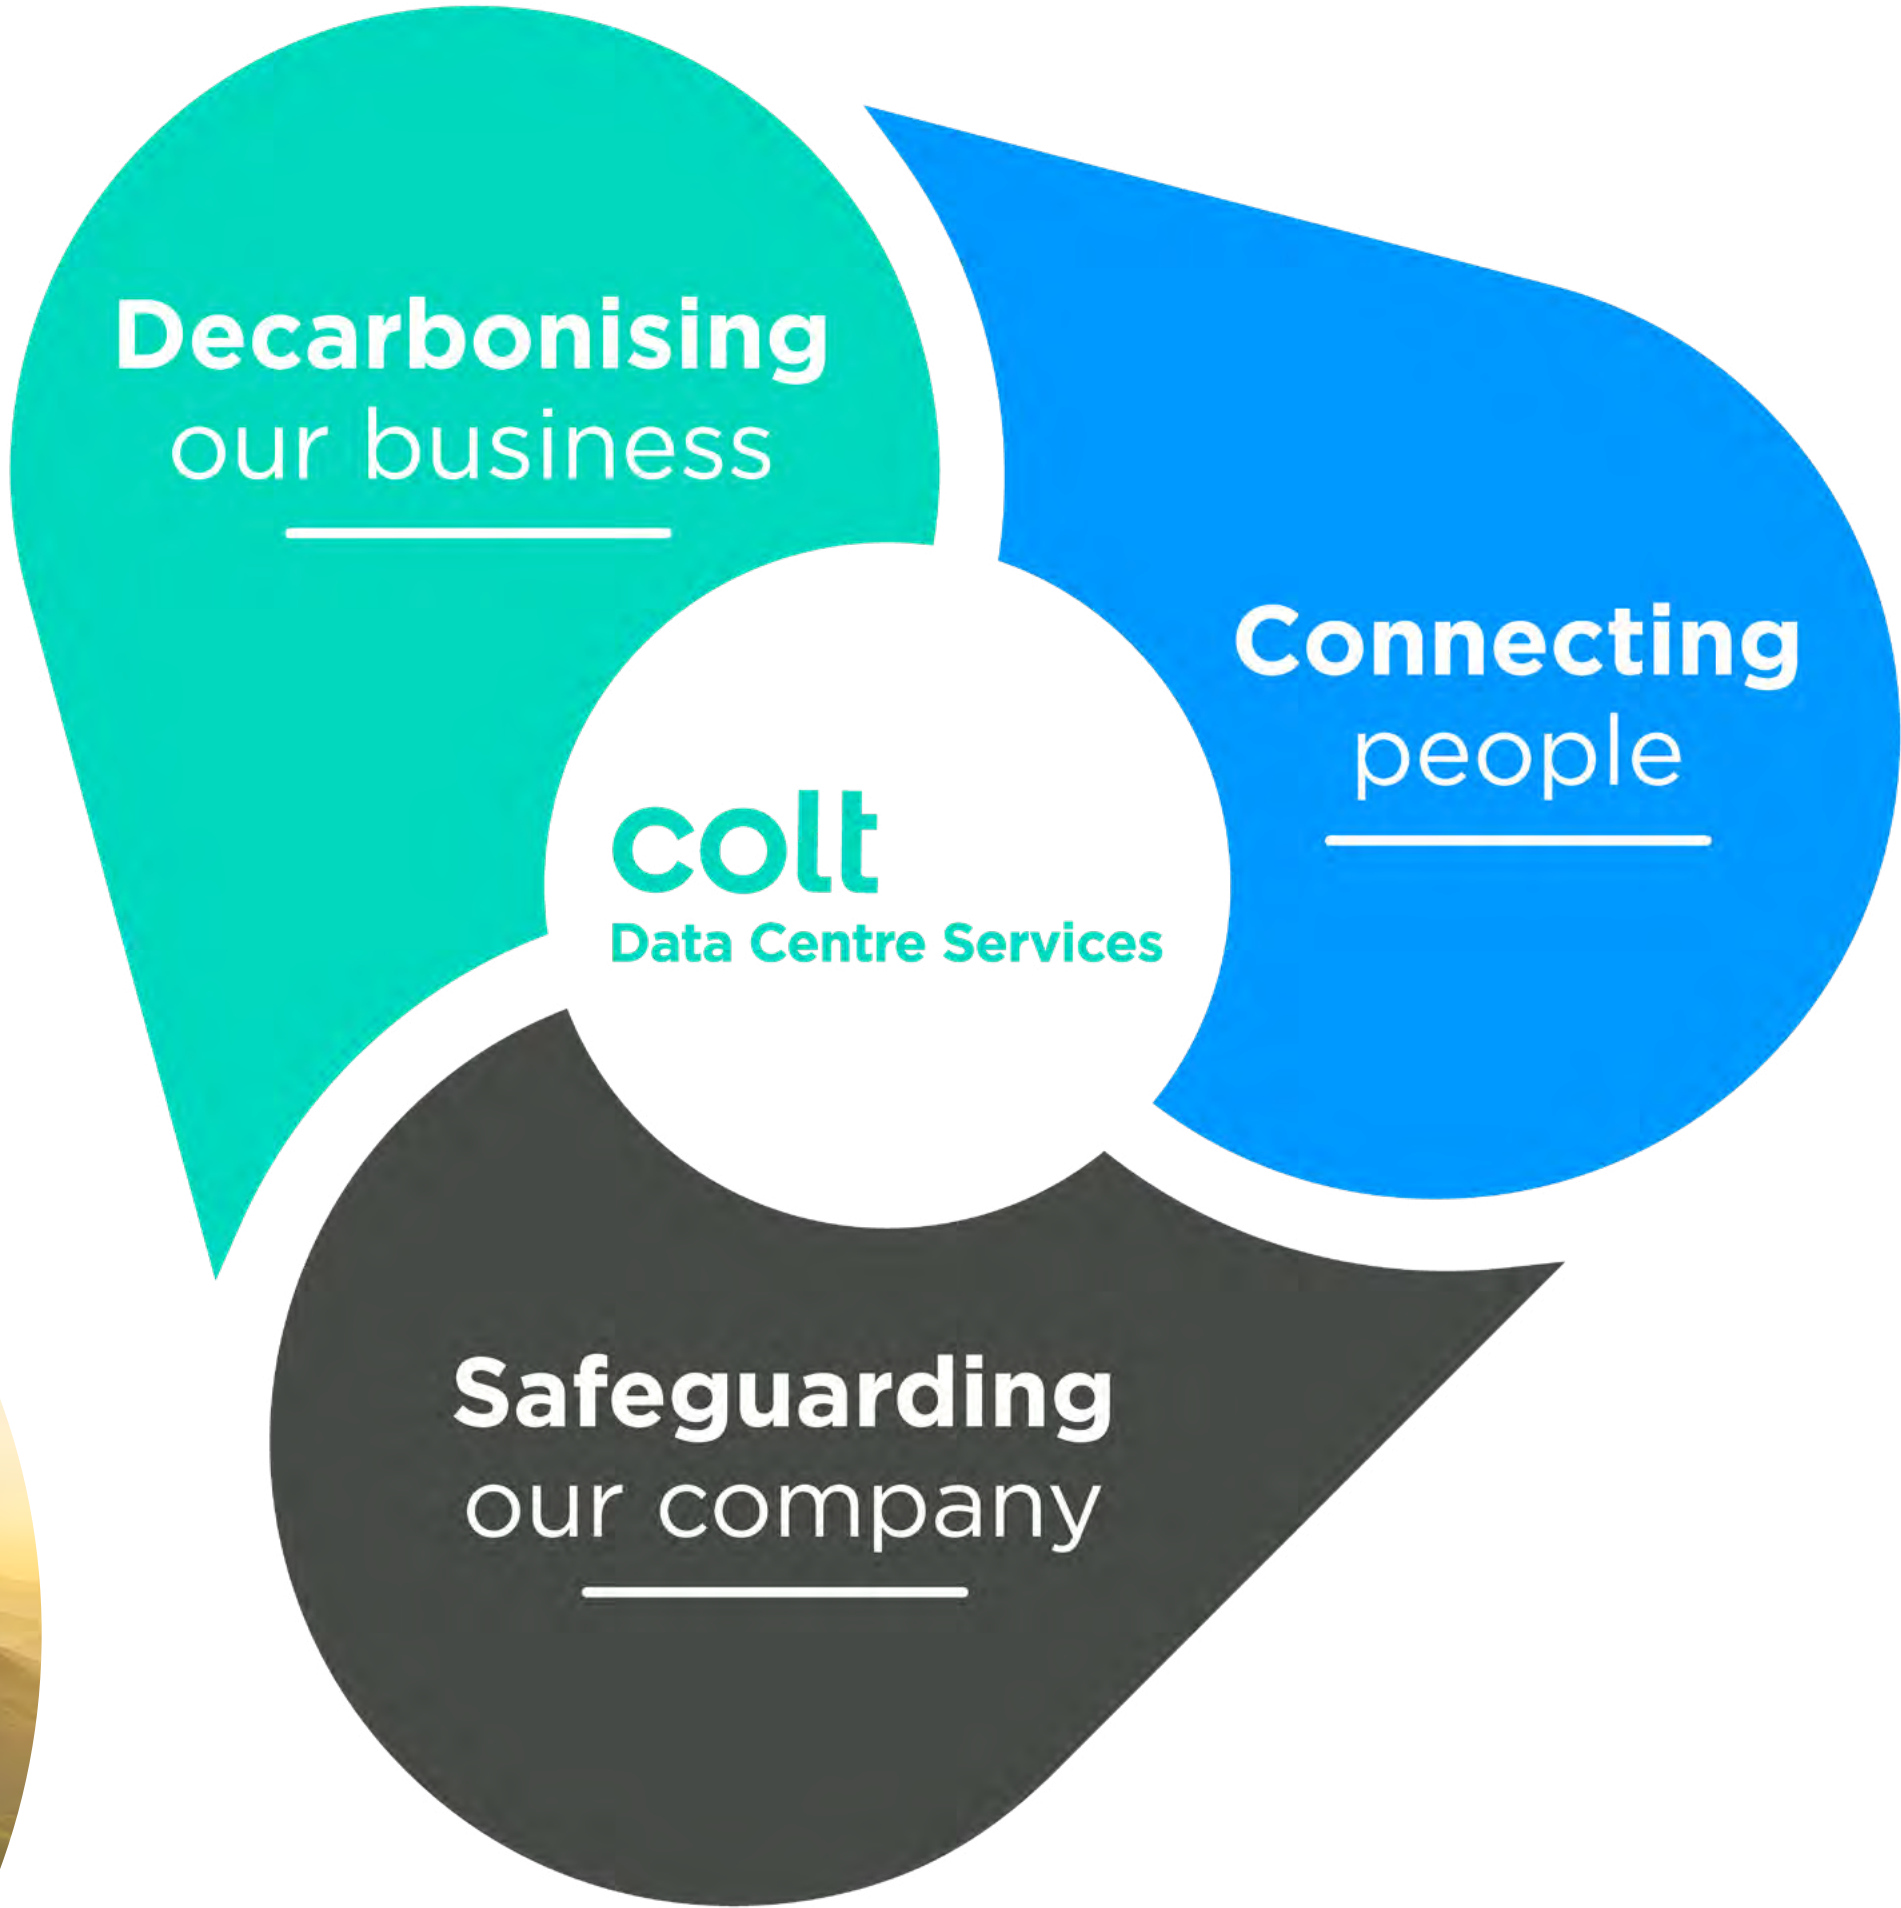 Decarbonising
our business
Connecting
people
colt
Data Centre Services
Safeguarding
our company